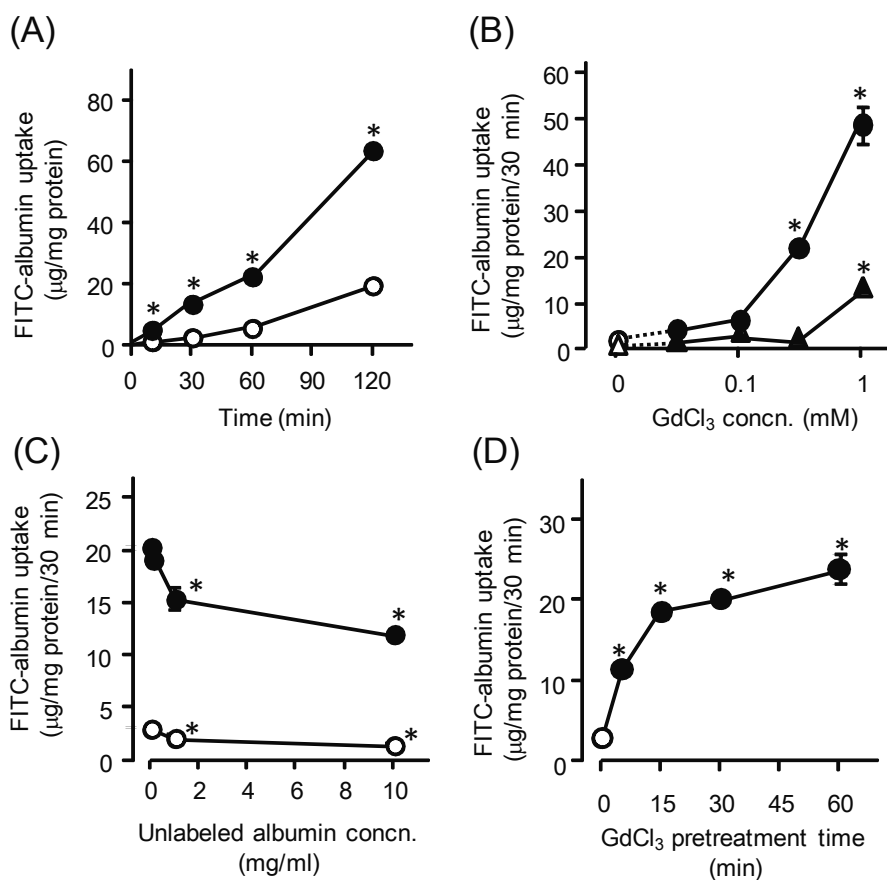 (A)
FITC-albumin uptake
(μg/mg protein)
80
60
40
20
0
0 30 60 90 120
Time (min)
* * * *
(B)
FITC-albumin uptake
(μg/mg protein/30 min)
60
50
40
30
20
10
0
0 0.1 1
GdCl₃ concn. (mM)
* * *
(C)
FITC-albumin uptake
(μg/mg protein/30 min)
25
20
15
10
5
0
0 2 4 6 8 10
Unlabeled albumin concn.
(mg/ml)
* * * *
(D)
FITC-albumin uptake
(μg/mg protein/30 min)
30
20
10
0
0 15 30 45 60
GdCl₃ pretreatment time
(min)
* * * *